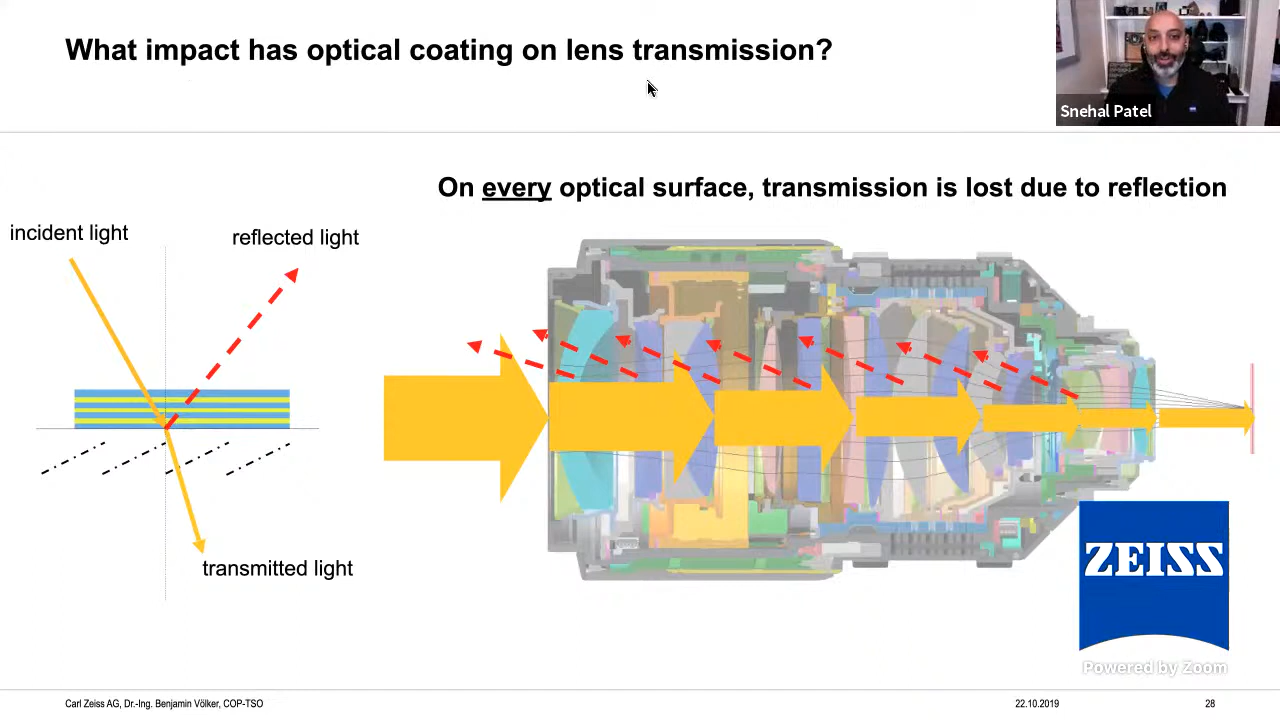 What impact has optical coating on lens transmission?
Snehal Patel
On every optical surface, transmission is lost due to reflection
incident light
reflected light
transmitted light
ZEISS
Powered by Zoom
Carl Zeiss AG, Dr.-Ing. Benjamin Völker, COP-TSO
22.10.2019
28